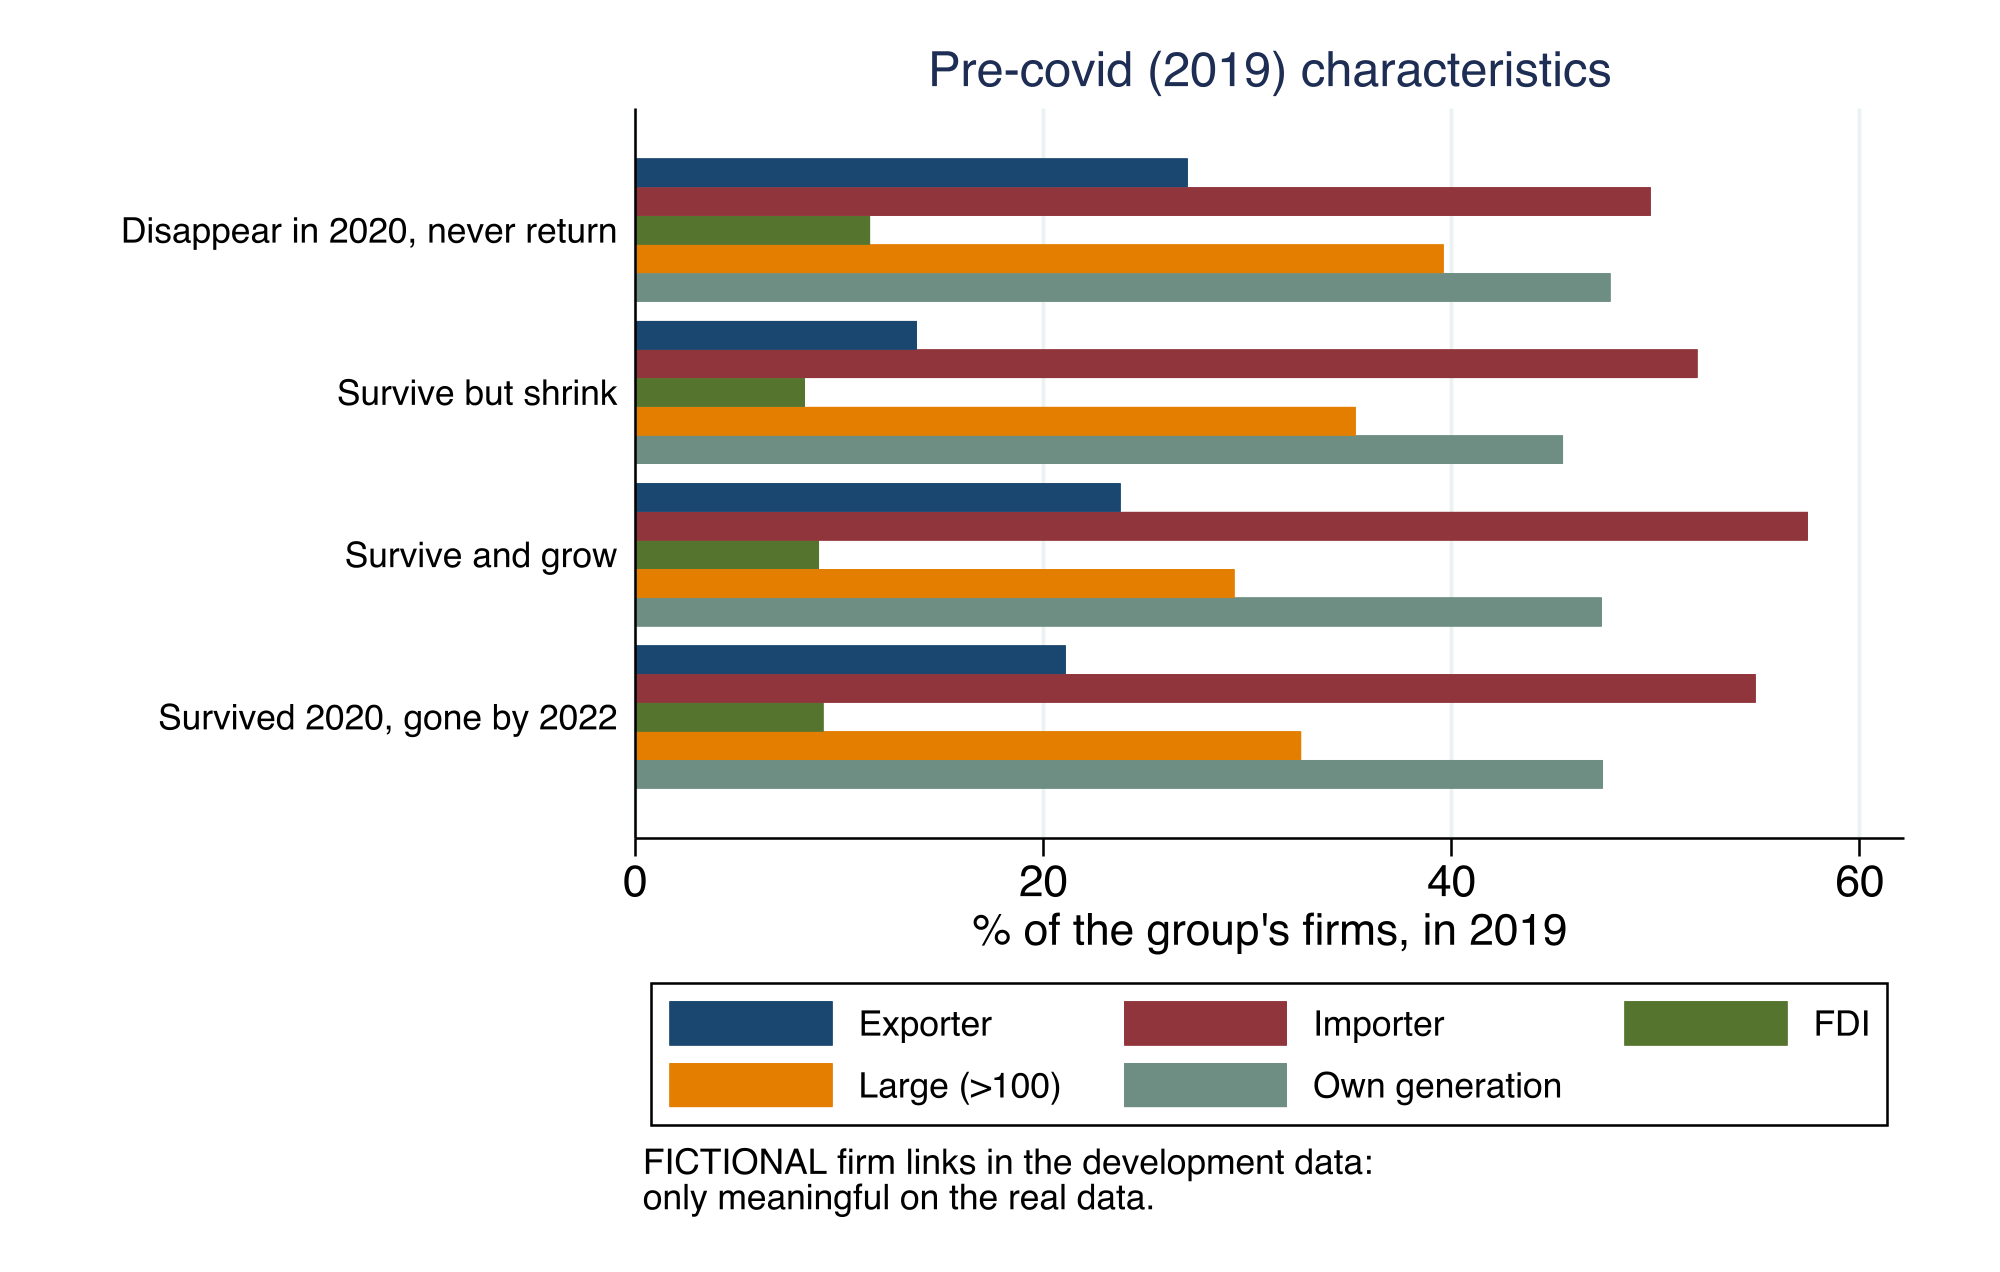 Pre-covid (2019) characteristics
Disappear in 2020, never return
Survive but shrink
Survive and grow
Survived 2020, gone by 2022
0 20 40 60
% of the group's firms, in 2019
Exporter Importer FDI
Large (>100) Own generation
FICTIONAL firm links in the development data:
only meaningful on the real data.